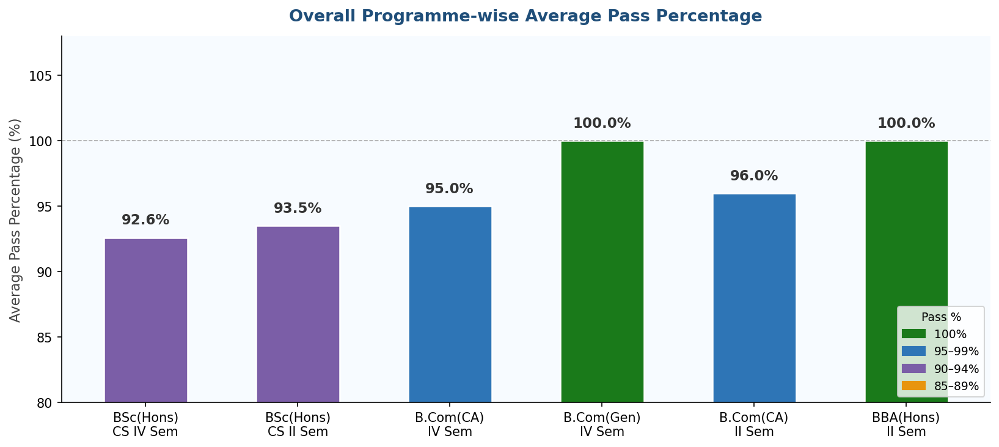 Overall Programme-wise Average Pass Percentage
Average Pass Percentage (%)
105
100
95
90
85
80
92.6%
93.5%
95.0%
100.0%
96.0%
100.0%
BSc(Hons)
CS IV Sem
BSc(Hons)
CS II Sem
B.Com(CA)
IV Sem
B.Com(Gen)
IV Sem
B.Com(CA)
II Sem
BBA(Hons)
II Sem
Pass %
100%
95–99%
90–94%
85–89%